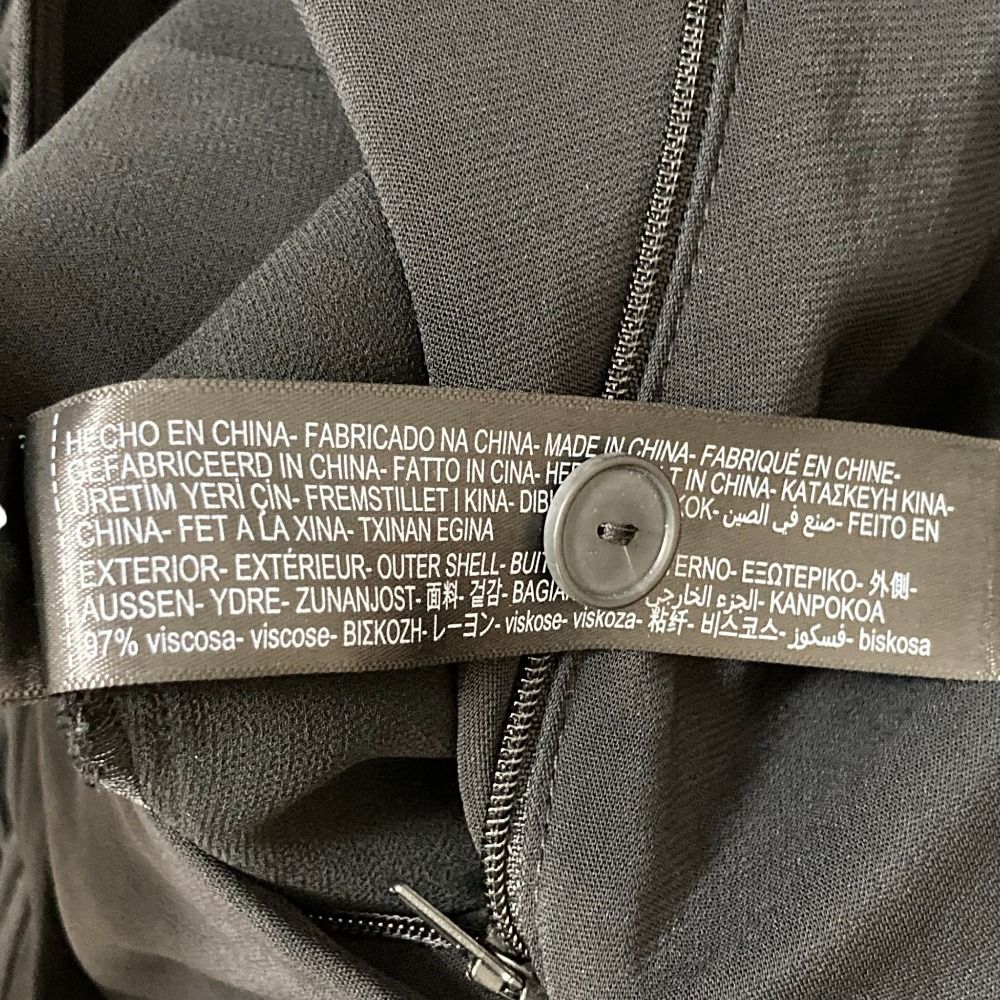 HECHO EN CHINA- FABRICADO NA CHINA- MADE IN CHINA- FABRIQUÉ EN CHINE-
GEFABRICEERD IN CHINA- FATTO IN CINA- IN CHINA- ΚΑΤΑΣΚΕΥΗ ΚΙΝΑ-
ÜRETİM YERİ ÇİN- FREMSTILLET I KINA- صنع في الصين- FEITO EN
CHINA- FET A LA XINA- TXINAN EGINA
EXTERIOR- EXTÉRIEUR- OUTER SHELL- ΕΞΩΤΕΡΙΚΟ- 外側-
AUSSEN- YDRE- ZUNANJOST- 面料- 겉감- الجزء الخارجي- KANPOKOA
97% viscosa- viscose- ΒΙΣΚΟΖΗ- レーヨン- viskose- viskoza- 粘纤- 비스코스- فسكوز- biskosa